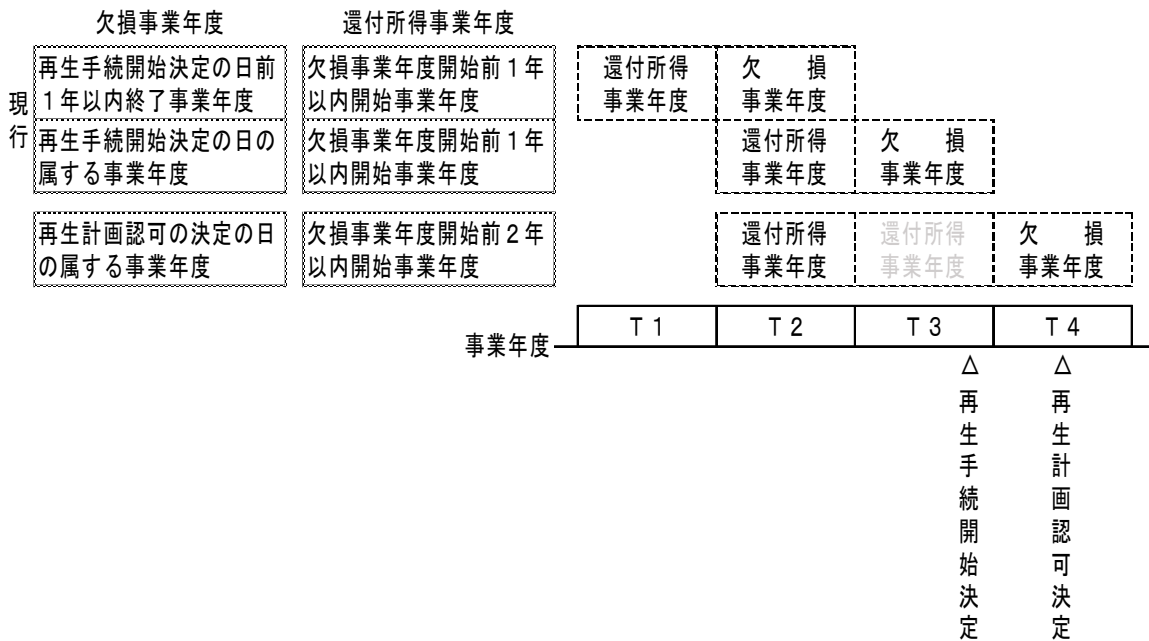 欠損事業年度
還付所得事業年度
現行
再生手続開始決定の日前
１年以内終了事業年度
欠損事業年度開始前１年
以内開始事業年度
還付所得
事業年度
欠　損
事業年度
再生手続開始決定の日の
属する事業年度
欠損事業年度開始前１年
以内開始事業年度
還付所得
事業年度
欠　損
事業年度
再生計画認可の決定の日
の属する事業年度
欠損事業年度開始前２年
以内開始事業年度
還付所得
事業年度
還付所得
事業年度
欠　損
事業年度
事業年度
Ｔ１
Ｔ２
Ｔ３
Ｔ４
△再生手続開始決定
△再生計画認可決定